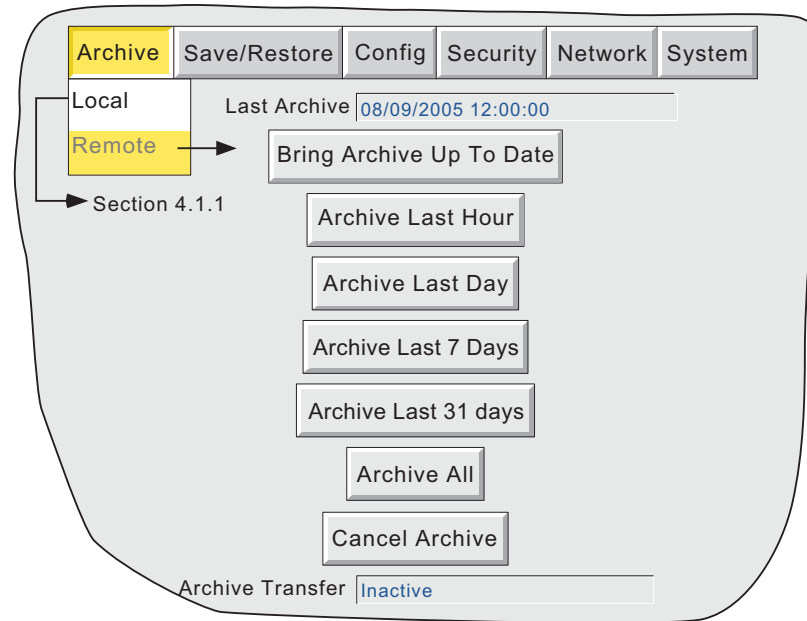 Archive Save/Restore Config Security Network System
Local
Last Archive 08/09/2005 12:00:00
Remote
Bring Archive Up To Date
Section 4.1.1
Archive Last Hour
Archive Last Day
Archive Last 7 Days
Archive Last 31 days
Archive All
Cancel Archive
Archive Transfer Inactive